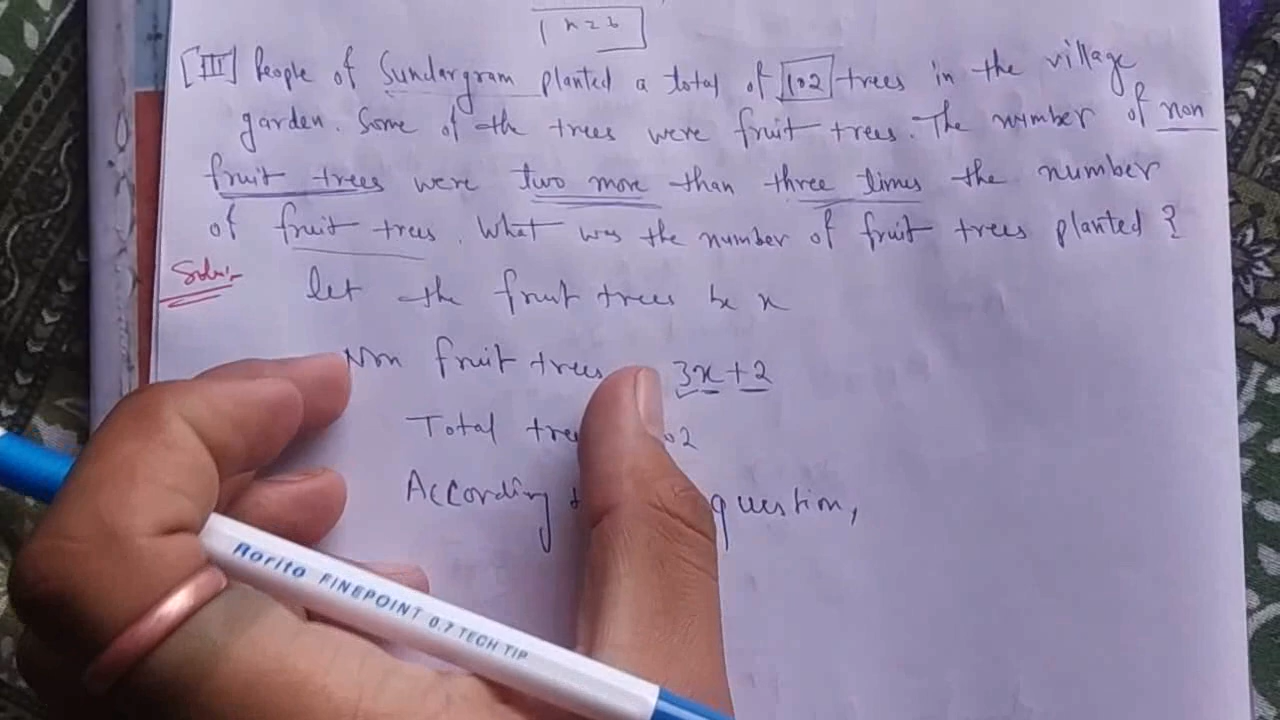 x = 6
[III] People of Sundargram planted a total of 102 trees in the village
garden. Some of the trees were fruit trees. The number of non
fruit trees were two more than three times the number
of fruit trees. What was the number of fruit trees planted?
Soln:-
let the fruit trees be x
Non fruit trees 3x+2
Total 02
According question,
Rorito FINEPOINT 0.7 TECH TIP